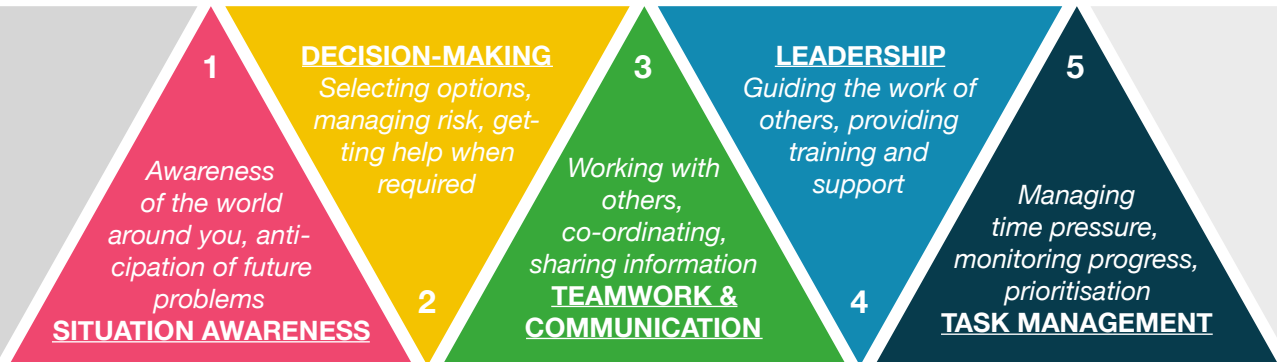 1
Awareness
of the world
around you, anti-
cipation of future
problems
SITUATION AWARENESS
DECISION-MAKING
Selecting options,
managing risk, get-
ting help when
required
2
3
Working with
others,
co-ordinating,
sharing information
TEAMWORK &
COMMUNICATION
LEADERSHIP
Guiding the work of
others, providing
training and
support
4
5
Managing
time pressure,
monitoring progress,
prioritisation
TASK MANAGEMENT